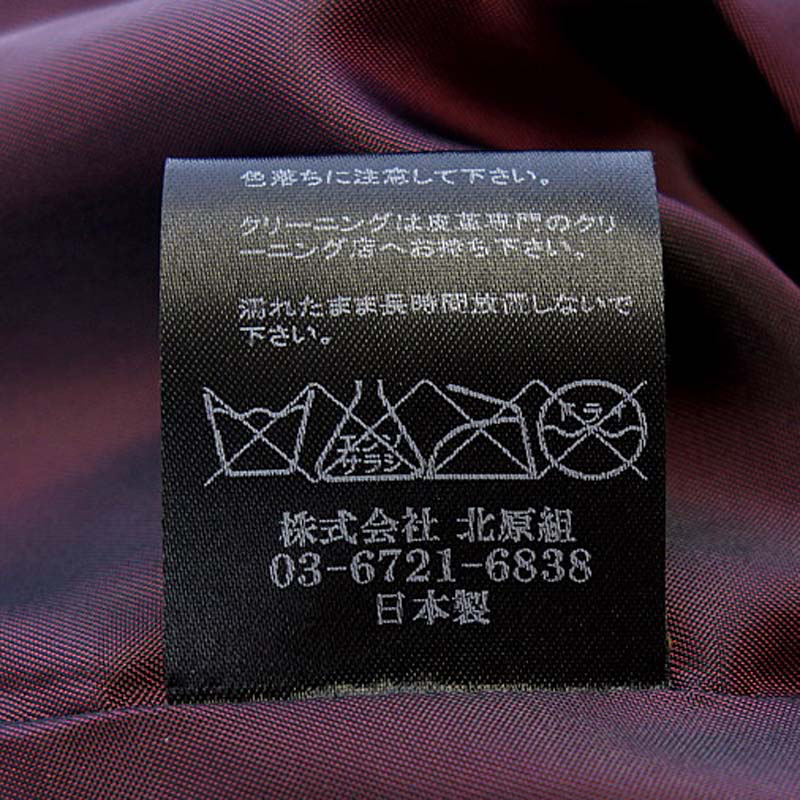 色落ちに注意して下さい。
クリーニングは皮革専門のクリ
ーニング店へお持ち下さい。
濡れたまま長時間放置しないで
下さい。
エンソ
サラシ
ドライ
株式会社 北原組
03-6721-6838
日本製